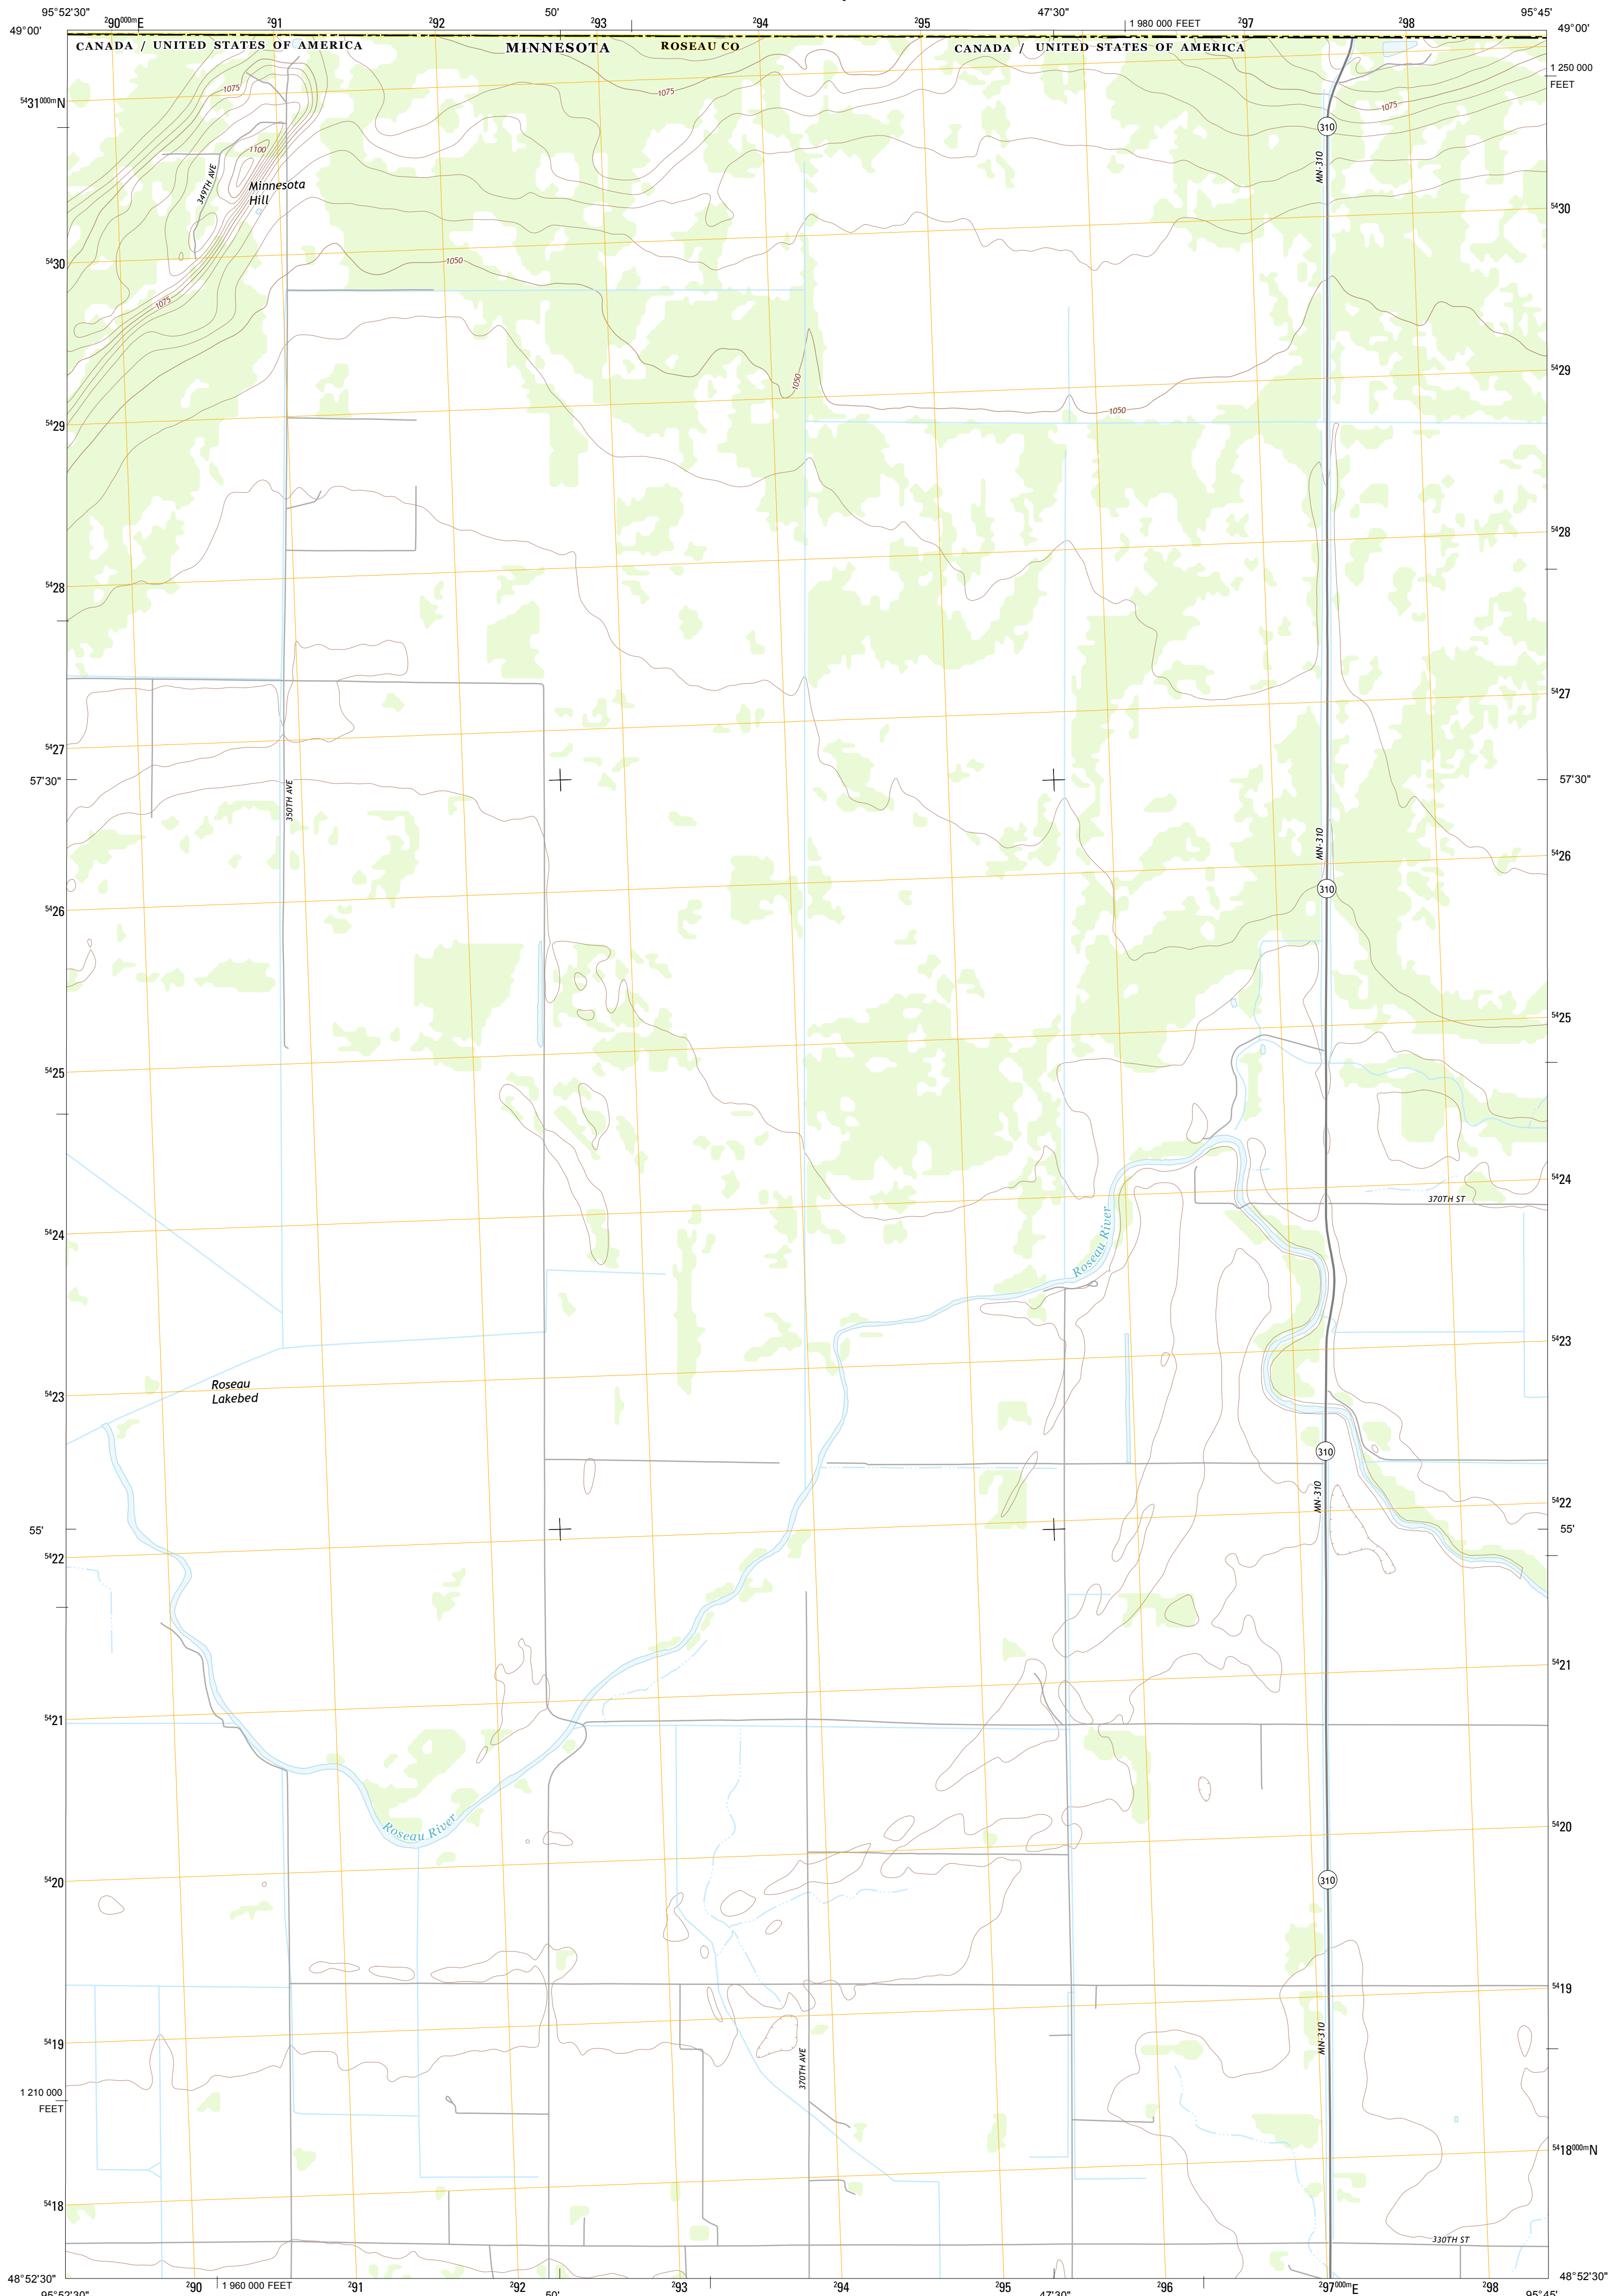 95°52'30"
²90⁰⁰⁰ᵐE
²91
²92
50'
²93
²94
²95
47'30"
1 980 000 FEET
²97
²98
95°45'
49°00'
49°00'
CANADA / UNITED STATES OF AMERICA
MINNESOTA
ROSEAU CO
CANADA / UNITED STATES OF AMERICA
1 250 000
FEET
1075
1075
1075
⁵⁴31⁰⁰⁰ᵐN
310
1100
MN-310
349TH AVE
Minnesota
Hill
⁵⁴30
⁵⁴30
1050
1075
⁵⁴29
1050
1050
⁵⁴29
⁵⁴28
⁵⁴28
⁵⁴27
⁵⁴27
57'30"
57'30"
350TH AVE
MN-310
⁵⁴26
310
⁵⁴26
⁵⁴25
⁵⁴25
⁵⁴24
370TH ST
Roseau River
⁵⁴24
⁵⁴23
Roseau
Lakebed
⁵⁴23
310
MN-310
⁵⁴22
55'
55'
⁵⁴22
⁵⁴21
⁵⁴21
Roseau River
⁵⁴20
310
⁵⁴20
⁵⁴19
MN-310
⁵⁴19
370TH AVE
1 210 000
FEET
⁵⁴18⁰⁰⁰ᵐN
⁵⁴18
330TH ST
48°52'30"
48°52'30"
95°52'30"
²90
1 960 000 FEET
²91
²92
50'
²93
²94
²95
47'30"
²96
²97⁰⁰⁰ᵐE
²98
95°45'